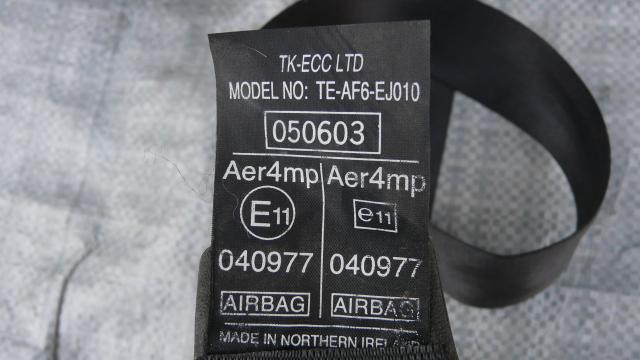 TK-ECC LTD
MODEL NO: TE-AF6-EJ010
050603
Aer4mp Aer4mp
E11 e11
040977 040977
AIRBAG AIRBAG
MADE IN NORTHERN IRELAND